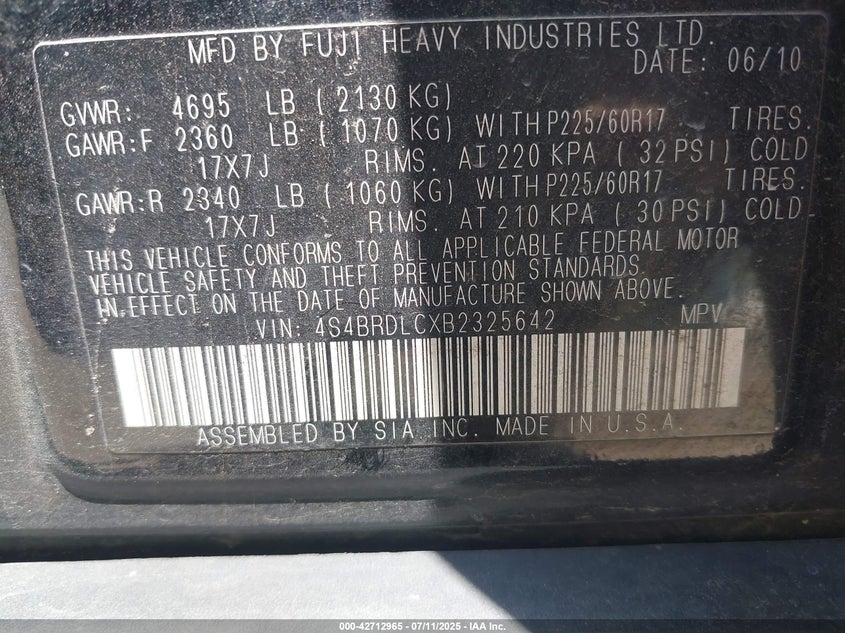 MFD BY FUJI HEAVY INDUSTRIES LTD.
DATE: 06/10
GVWR: 4695 LB (2130 KG)
GAWR:F 2360 LB (1070 KG) WITH P225/60R17 TIRES.
17X7J RIMS. AT 220 KPA (32 PSI) COLD
GAWR:R 2340 LB (1060 KG) WITH P225/60R17 TIRES.
17X7J RIMS. AT 210 KPA (30 PSI) COLD
THIS VEHICLE CONFORMS TO ALL APPLICABLE FEDERAL MOTOR
VEHICLE SAFETY AND THEFT PREVENTION STANDARDS.
IN EFFECT ON THE DATE OF MANUFACTURE SHOWN ABOVE.
VIN: 4S4BRDLCXB2325642 MPV
ASSEMBLED BY SIA INC. MADE IN U.S.A.
000-42712965 - 07/11/2025 - IAA Inc.